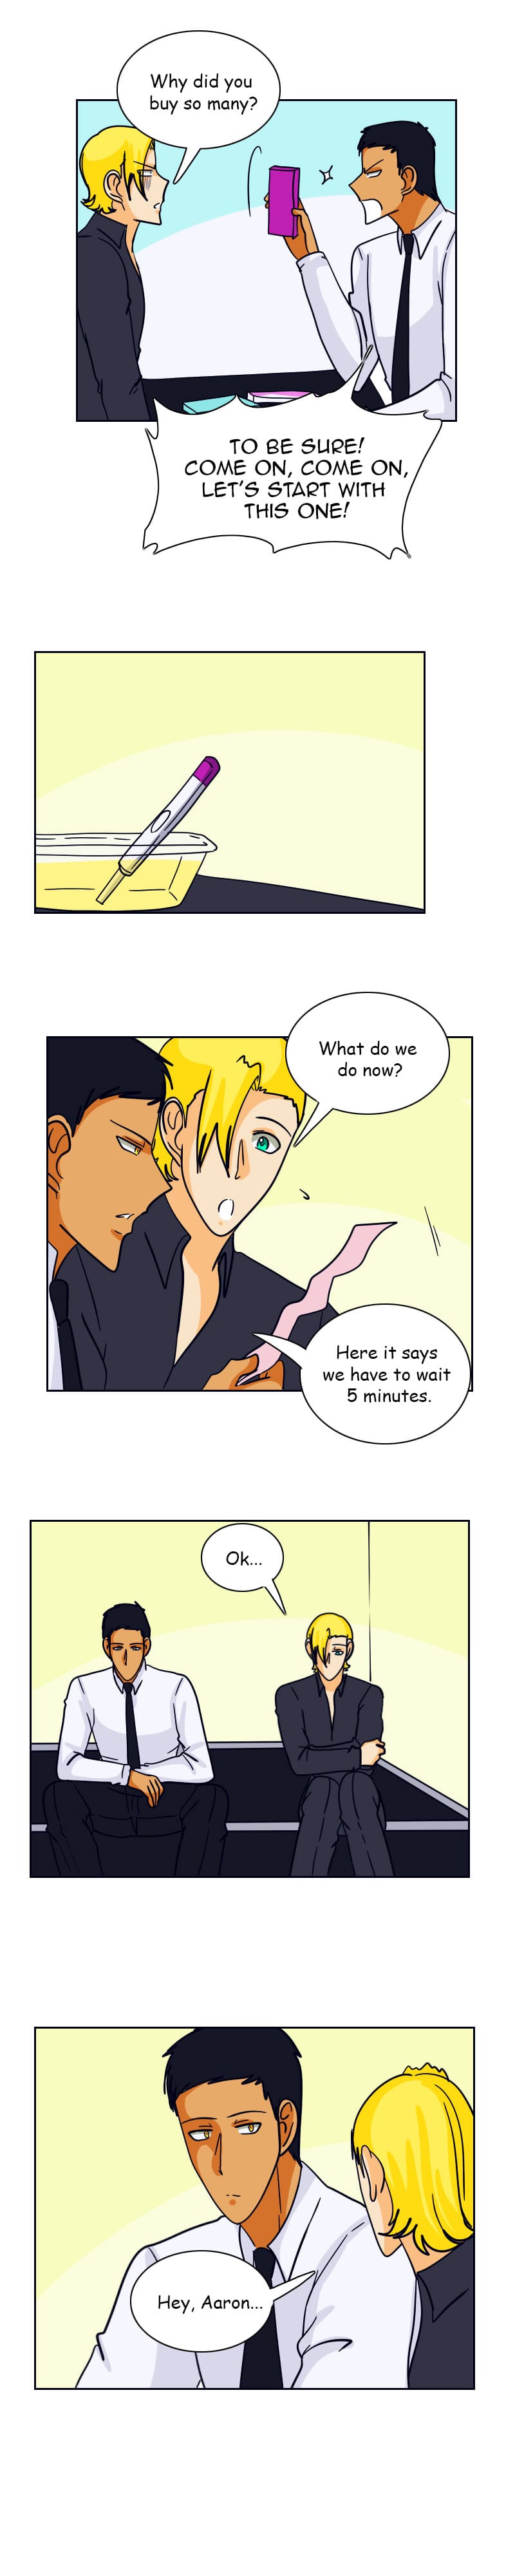 Why did you
buy so many?
TO BE SURE!
COME ON, COME ON,
LET'S START WITH
THIS ONE!
What do we
do now?
Here it says
we have to wait
5 minutes.
Ok...
Hey, Aaron...